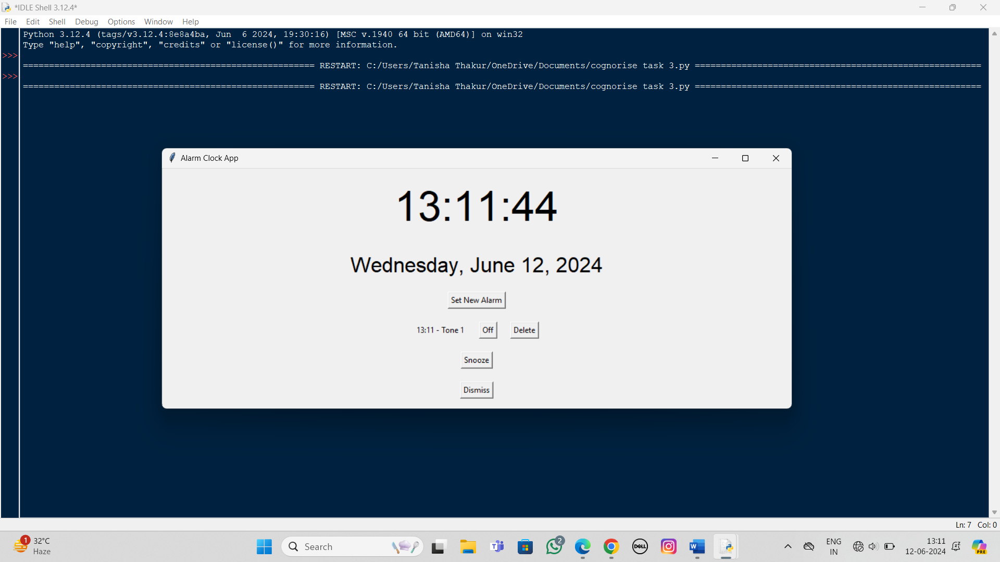 *IDLE Shell 3.12.4*
File Edit Shell Debug Options Window Help
Python 3.12.4 (tags/v3.12.4:8e8a4ba, Jun  6 2024, 19:30:16) [MSC v.1940 64 bit (AMD64)] on win32
Type "help", "copyright", "credits" or "license()" for more information.
>>>
======================================================== RESTART: C:/Users/Tanisha Thakur/OneDrive/Documents/cognorise task 3.py =======================================================
>>>
======================================================== RESTART: C:/Users/Tanisha Thakur/OneDrive/Documents/cognorise task 3.py =======================================================
Alarm Clock App
13:11:44
Wednesday, June 12, 2024
Set New Alarm
13:11 - Tone 1 Off Delete
Snooze
Dismiss
Ln: 7 Col: 0
1
32°C
Haze
Search
2
DELL
W
ENG
IN
13:11
12-06-2024
PRE